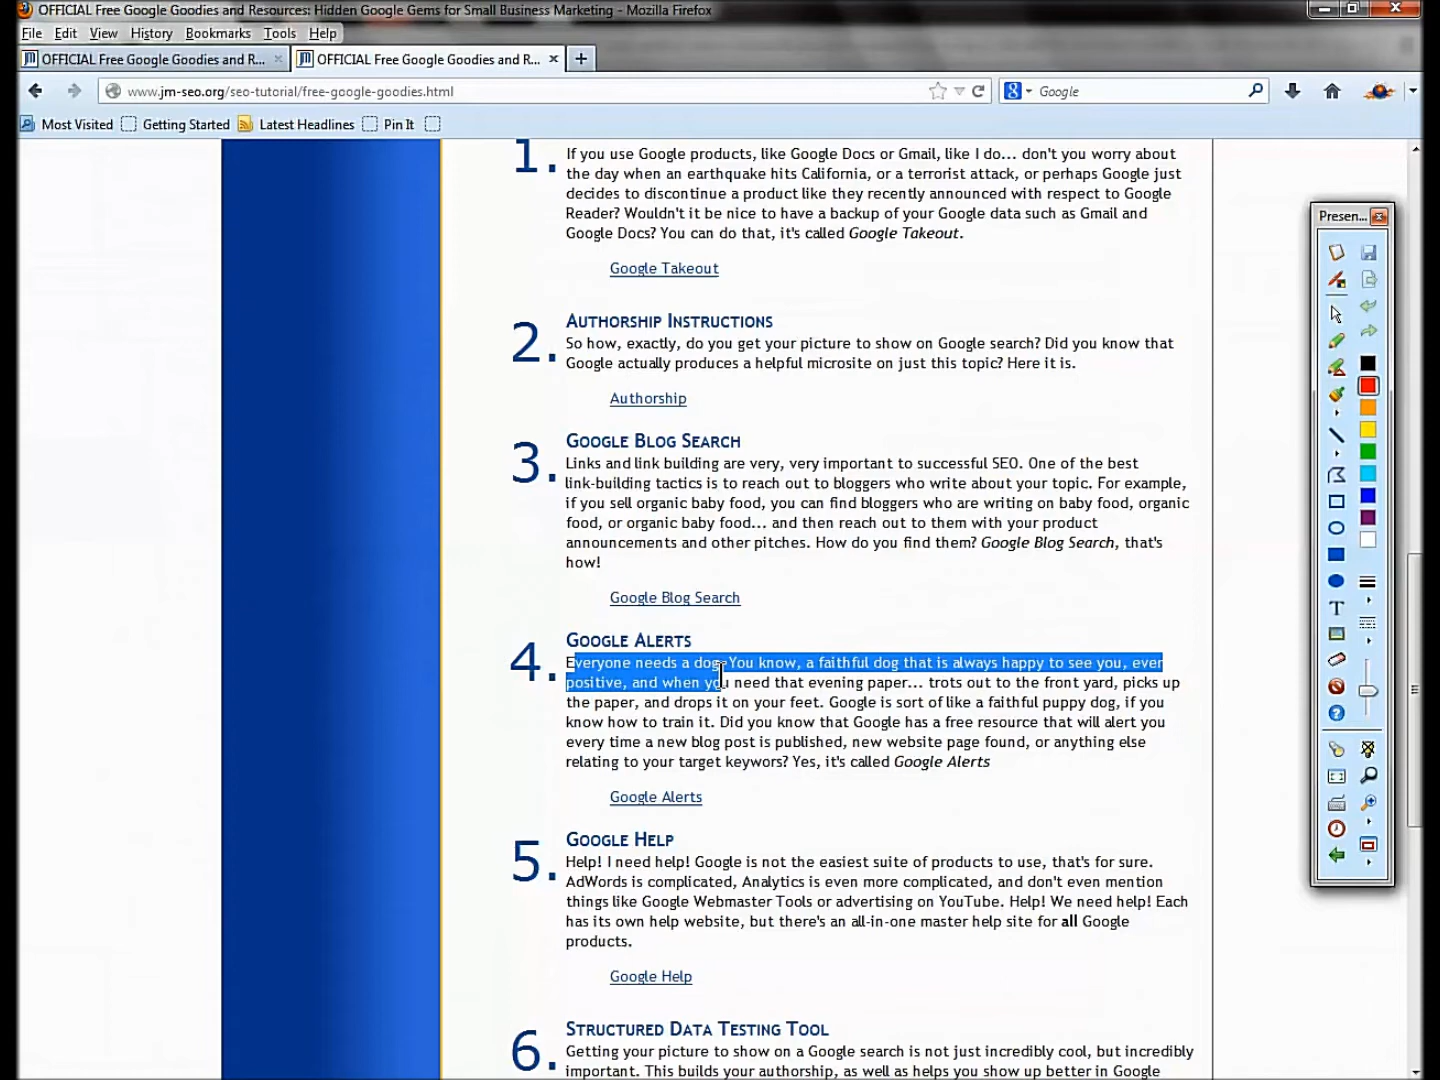 OFFICIAL Free Google Goodies and Resources: Hidden Google Gems for Small Business Marketing - Mozilla Firefox
File Edit View History Bookmarks Tools Help
OFFICIAL Free Google Goodies and R... OFFICIAL Free Google Goodies and R...
www.jm-seo.org/seo-tutorial/free-google-goodies.html Google
Most Visited Getting Started Latest Headlines Pin It
1. If you use Google products, like Google Docs or Gmail, like I do... don't you worry about
the day when an earthquake hits California, or a terrorist attack, or perhaps Google just
decides to discontinue a product like they recently announced with respect to Google
Reader? Wouldn't it be nice to have a backup of your Google data such as Gmail and
Google Docs? You can do that, it's called Google Takeout.
Google Takeout
2. Authorship Instructions
So how, exactly, do you get your picture to show on Google search? Did you know that
Google actually produces a helpful microsite on just this topic? Here it is.
Authorship
3. Google Blog Search
Links and link building are very, very important to successful SEO. One of the best
link-building tactics is to reach out to bloggers who write about your topic. For example,
if you sell organic baby food, you can find bloggers who are writing on baby food, organic
food, or organic baby food... and then reach out to them with your product
announcements and other pitches. How do you find them? Google Blog Search, that's
how!
Google Blog Search
4. Google Alerts
Everyone needs a dog. You know, a faithful dog that is always happy to see you, ever
positive, and when you need that evening paper... trots out to the front yard, picks up
the paper, and drops it on your feet. Google is sort of like a faithful puppy dog, if you
know how to train it. Did you know that Google has a free resource that will alert you
every time a new blog post is published, new website page found, or anything else
relating to your target keywors? Yes, it's called Google Alerts
Google Alerts
5. Google Help
Help! I need help! Google is not the easiest suite of products to use, that's for sure.
AdWords is complicated, Analytics is even more complicated, and don't even mention
things like Google Webmaster Tools or advertising on YouTube. Help! We need help! Each
has its own help website, but there's an all-in-one master help site for all Google
products.
Google Help
6. Structured Data Testing Tool
Getting your picture to show on a Google search is not just incredibly cool, but incredibly
important. This builds your authorship, as well as helps you show up better in Google
Presen...
T